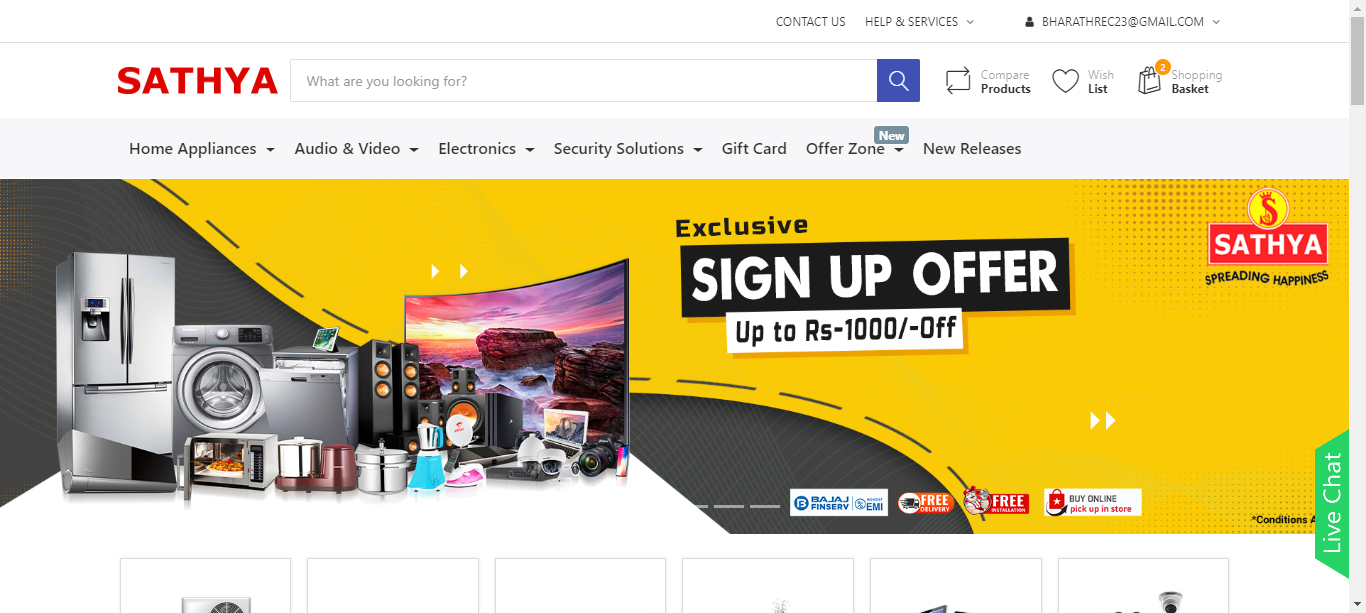 CONTACT US
HELP & SERVICES
BHARATHREC23@GMAIL.COM
SATHYA
What are you looking for?
Compare
Products
Wish
List
2
Shopping
Basket
Home Appliances
Audio & Video
Electronics
Security Solutions
Gift Card
Offer Zone
New
New Releases
Exclusive
SIGN UP OFFER
Up to Rs-1000/-Off
S
SATHYA
SPREADING HAPPINESS
B BAJAJ
FINSERV
EMI
FREE
DELIVERY
FREE
INSTALLATION
BUY ONLINE
pick up in store
*Conditions A
Live Chat